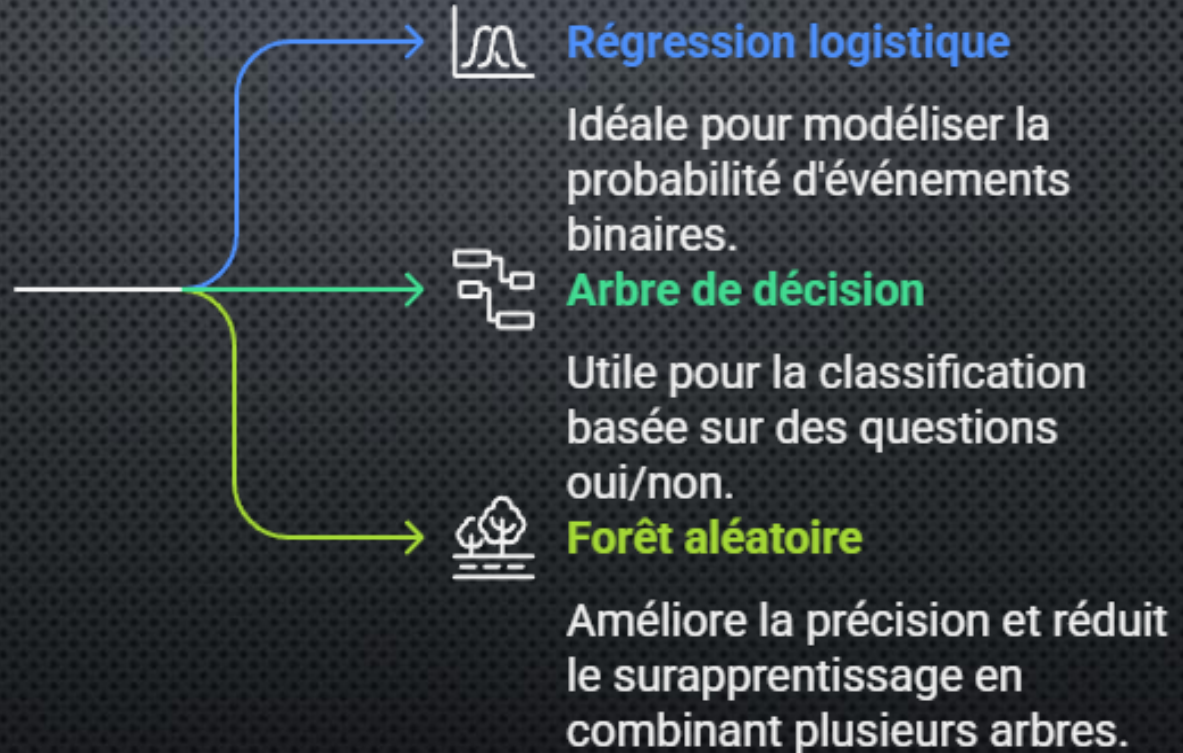 Régression logistique
Idéale pour modéliser la
probabilité d'événements
binaires.
Arbre de décision
Utile pour la classification
basée sur des questions
oui/non.
Forêt aléatoire
Améliore la précision et réduit
le surapprentissage en
combinant plusieurs arbres.